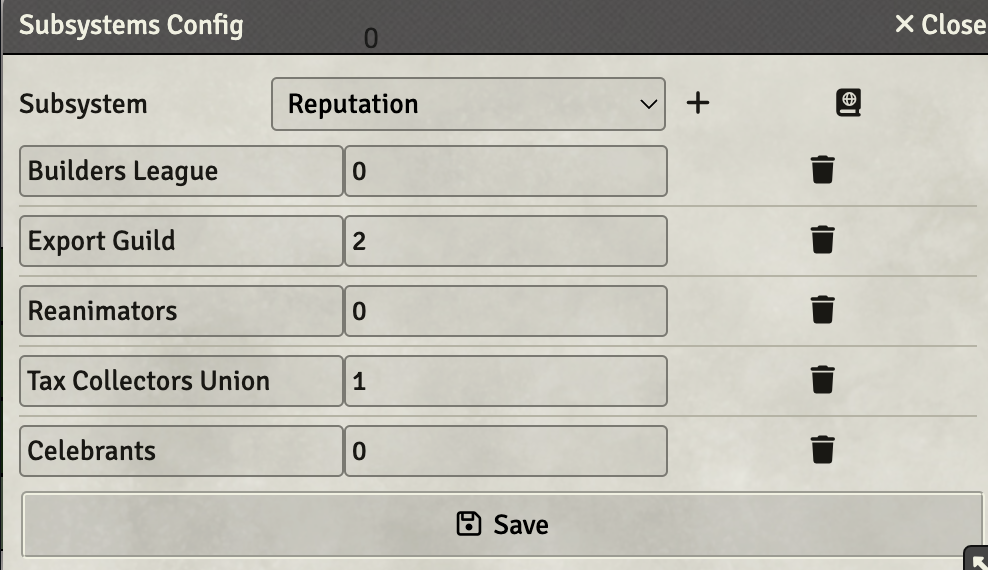 Subsystems Config
0
Close
Subsystem
Reputation
Builders League
0
Export Guild
2
Reanimators
0
Tax Collectors Union
1
Celebrants
0
Save